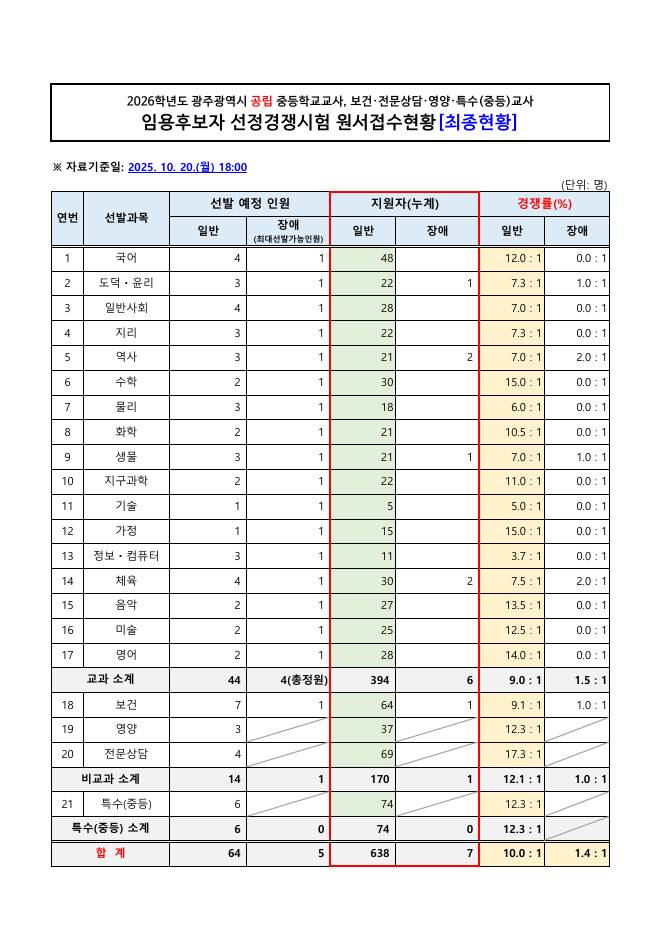 2026학년도 광주광역시 공립 중등학교교사, 보건·전문상담·영양·특수(중등)교사
임용후보자 선정경쟁시험 원서접수현황[최종현황]
※ 자료기준일: 2025. 10. 20.(월) 18:00
(단위: 명)
연번 선발과목 선발 예정 인원 지원자(누계) 경쟁률(%)
일반 장애 (최대선발가능인원) 일반 장애 일반 장애
1 국어 4 1 48 12.0 : 1 0.0 : 1
2 도덕·윤리 3 1 22 1 7.3 : 1 1.0 : 1
3 일반사회 4 1 28 7.0 : 1 0.0 : 1
4 지리 3 1 22 7.3 : 1 0.0 : 1
5 역사 3 1 21 2 7.0 : 1 2.0 : 1
6 수학 2 1 30 15.0 : 1 0.0 : 1
7 물리 3 1 18 6.0 : 1 0.0 : 1
8 화학 2 1 21 10.5 : 1 0.0 : 1
9 생물 3 1 21 1 7.0 : 1 1.0 : 1
10 지구과학 2 1 22 11.0 : 1 0.0 : 1
11 기술 1 1 5 5.0 : 1 0.0 : 1
12 가정 1 1 15 15.0 : 1 0.0 : 1
13 정보·컴퓨터 3 1 11 3.7 : 1 0.0 : 1
14 체육 4 1 30 2 7.5 : 1 2.0 : 1
15 음악 2 1 27 13.5 : 1 0.0 : 1
16 미술 2 1 25 12.5 : 1 0.0 : 1
17 영어 2 1 28 14.0 : 1 0.0 : 1
교과 소계 44 4(총정원) 394 6 9.0 : 1 1.5 : 1
18 보건 7 1 64 1 9.1 : 1 1.0 : 1
19 영양 3 37 12.3 : 1
20 전문상담 4 69 17.3 : 1
비교과 소계 14 1 170 1 12.1 : 1 1.0 : 1
21 특수(중등) 6 74 12.3 : 1
특수(중등) 소계 6 0 74 0 12.3 : 1
합 계 64 5 638 7 10.0 : 1 1.4 : 1